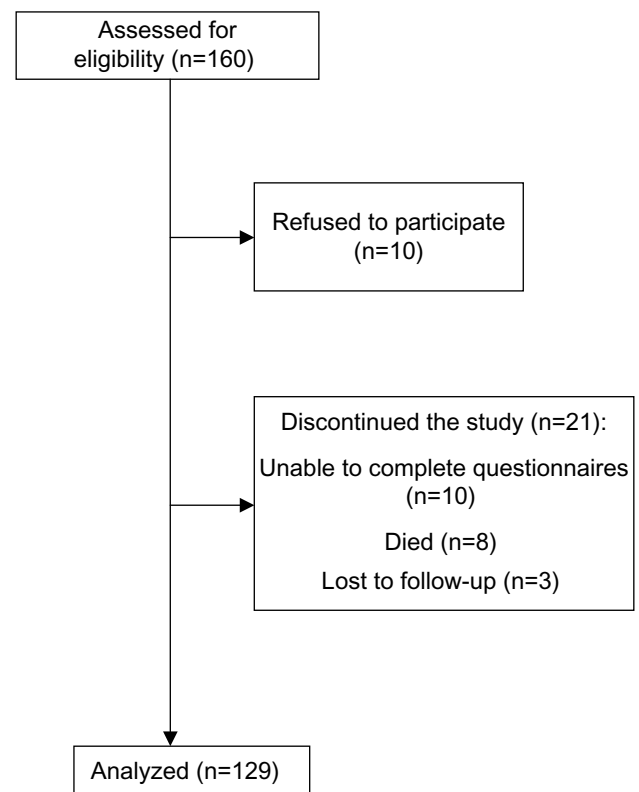 Assessed for
eligibility (n=160)
Refused to participate
(n=10)
Discontinued the study (n=21):
Unable to complete questionnaires
(n=10)
Died (n=8)
Lost to follow-up (n=3)
Analyzed (n=129)